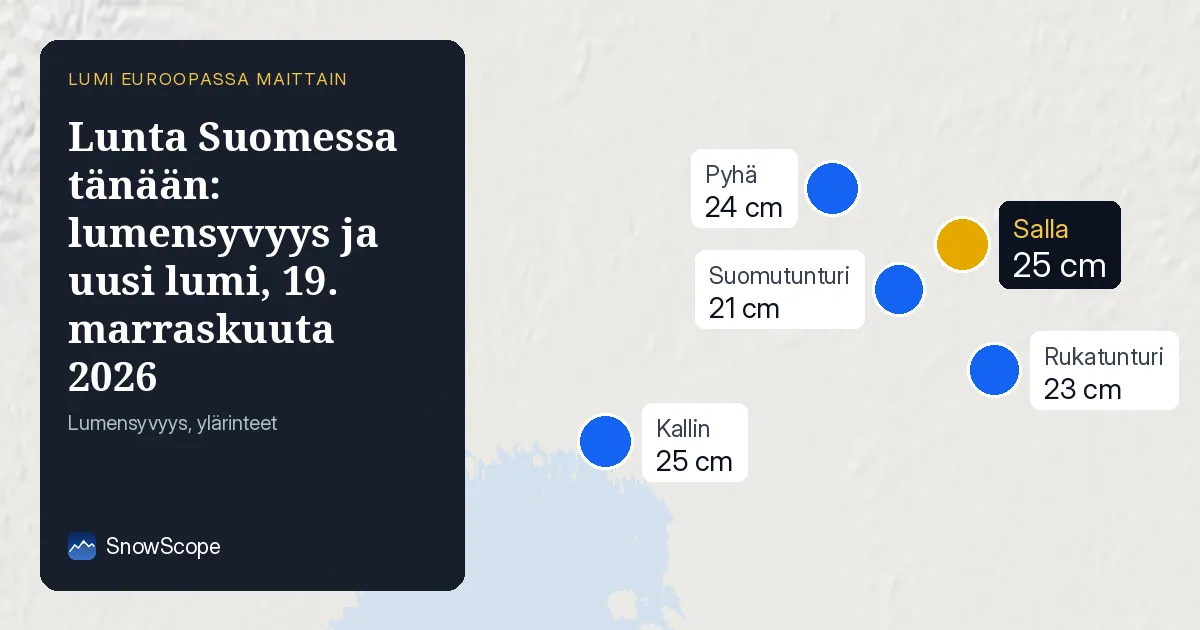 LUMI EUROOPASSA MAITTAIN
Lunta Suomessa
tänään:
lumensyvyys ja
uusi lumi, 19.
marraskuuta
2026
Lumensyvyys, ylärinteet
SnowScope
Pyhä
24 cm
Salla
25 cm
Suomutunturi
21 cm
Rukatunturi
23 cm
Kallin
25 cm